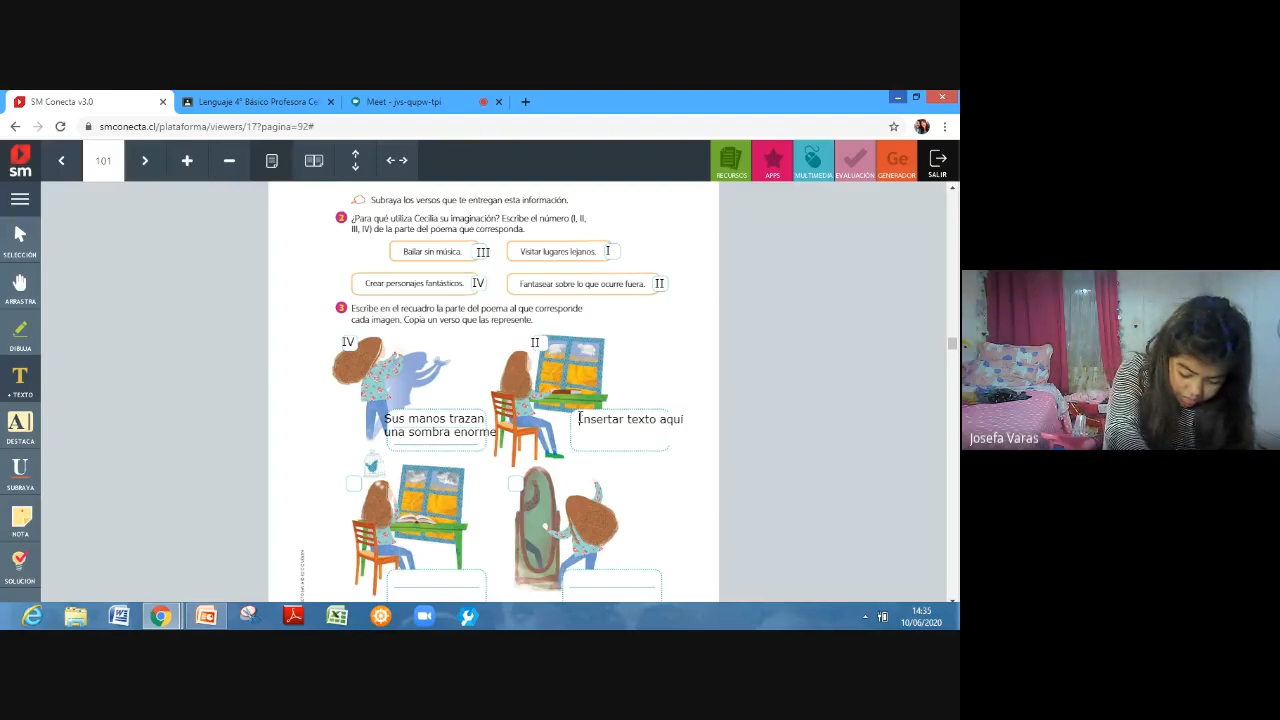 SM Conecta v3.0
Lenguaje 4° Básico Profesora Ce
Meet - jvs-qupw-tpi
smconecta.cl/plataforma/viewers/17?pagina=92#
sm
101
RECURSOS
APPS
MULTIMEDIA
EVALUACIÓN
Ge
GENERADOR
SALIR
SELECCIÓN
ARRASTRA
DIBUJA
T
+ TEXTO
A
DESTACA
U
SUBRAYA
NOTA
SOLUCIÓN
Subraya los versos que te entregan esta información.
2 ¿Para qué utiliza Cecilia su imaginación? Escribe el número (I, II,
III, IV) de la parte del poema que corresponda.
Bailar sin música. III
Visitar lugares lejanos. I
Crear personajes fantásticos. IV
Fantasear sobre lo que ocurre fuera. II
3 Escribe en el recuadro la parte del poema al que corresponde
cada imagen. Copia un verso que las represente.
IV
II
Sus manos trazan
una sombra enorme
Insertar texto aquí
Josefa Varas
14:35
10/06/2020